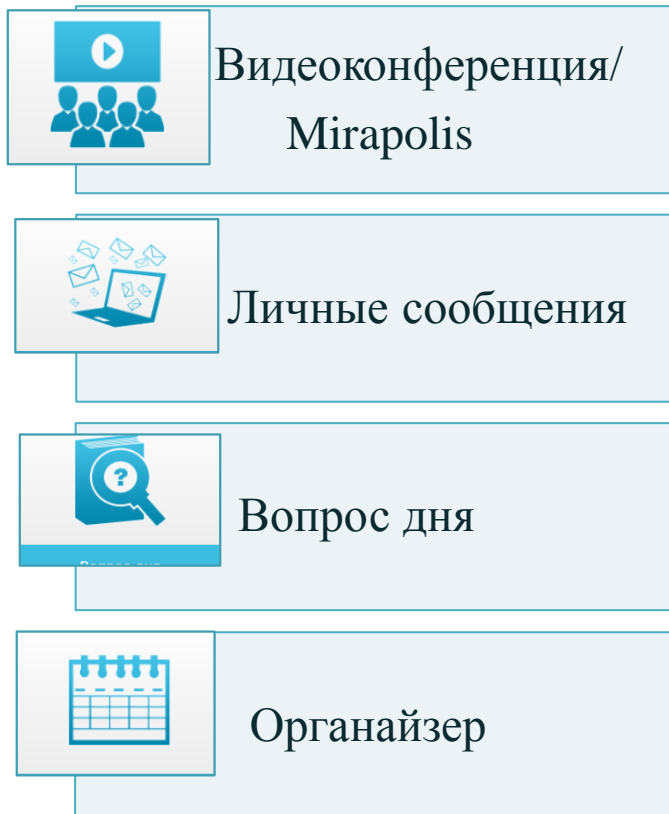 Видеоконференция/
Mirapolis
Личные сообщения
?
Вопрос дня
Органайзер